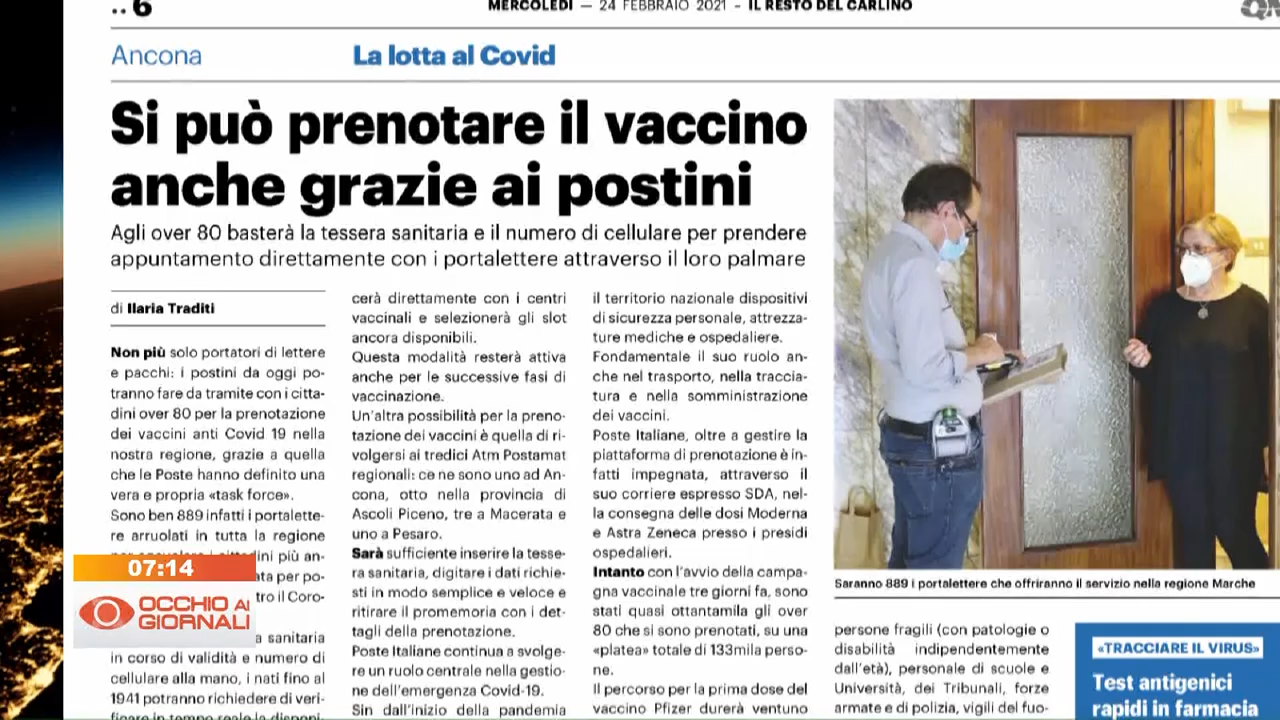 6
MERCOLEDÌ — 24 FEBBRAIO 2021 – IL RESTO DEL CARLINO
Ancona
La lotta al Covid
Si può prenotare il vaccino
anche grazie ai postini
Agli over 80 basterà la tessera sanitaria e il numero di cellulare per prendere
appuntamento direttamente con i portalettere attraverso il loro palmare
di Ilaria Traditi
Non più solo portatori di lettere
e pacchi: i postini da oggi po-
tranno fare da tramite con i citta-
dini over 80 per la prenotazione
dei vaccini anti Covid 19 nella
nostra regione, grazie a quella
che le Poste hanno definito una
vera e propria «task force».
Sono ben 889 infatti i portalette-
re arruolati in tutta la regione
più an-
per po-
tro il Coro-
a sanitaria
in corso di validità e numero di
cellulare alla mano, i nati fino al
1941 potranno richiedere di veri-
ficare in tempo reale la disponi-
cerà direttamente con i centri
vaccinali e selezionerà gli slot
ancora disponibili.
Questa modalità resterà attiva
anche per le successive fasi di
vaccinazione.
Un'altra possibilità per la preno-
tazione dei vaccini è quella di ri-
volgersi ai tredici Atm Postamat
regionali: ce ne sono uno ad An-
cona, otto nella provincia di
Ascoli Piceno, tre a Macerata e
uno a Pesaro.
Sarà sufficiente inserire la tesse-
ra sanitaria, digitare i dati richie-
sti in modo semplice e veloce e
ritirare il promemoria con i det-
tagli della prenotazione.
Poste Italiane continua a svolge-
re un ruolo centrale nella gestio-
ne dell'emergenza Covid-19.
Sin dall'inizio della pandemia
il territorio nazionale dispositivi
di sicurezza personale, attrezza-
ture mediche e ospedaliere.
Fondamentale il suo ruolo an-
che nel trasporto, nella traccia-
tura e nella somministrazione
dei vaccini.
Poste Italiane, oltre a gestire la
piattaforma di prenotazione è in-
fatti impegnata, attraverso il
suo corriere espresso SDA, nel-
la consegna delle dosi Moderna
e Astra Zeneca presso i presidi
ospedalieri.
Intanto con l'avvio della campa-
gna vaccinale tre giorni fa, sono
stati quasi ottantamila gli over
80 che si sono prenotati, su una
«platea» totale di 133mila perso-
ne.
Il percorso per la prima dose del
vaccino Pfizer durerà ventuno
Saranno 889 i portalettere che offriranno il servizio nella regione Marche
persone fragili (con patologie o
disabilità indipendentemente
dall'età), personale di scuole e
Università, dei Tribunali, forze
armate e di polizia, vigili del fuo-
«TRACCIARE IL VIRUS»
Test antigenici
rapidi in farmacia
07:14
OCCHIO AI
GIORNALI